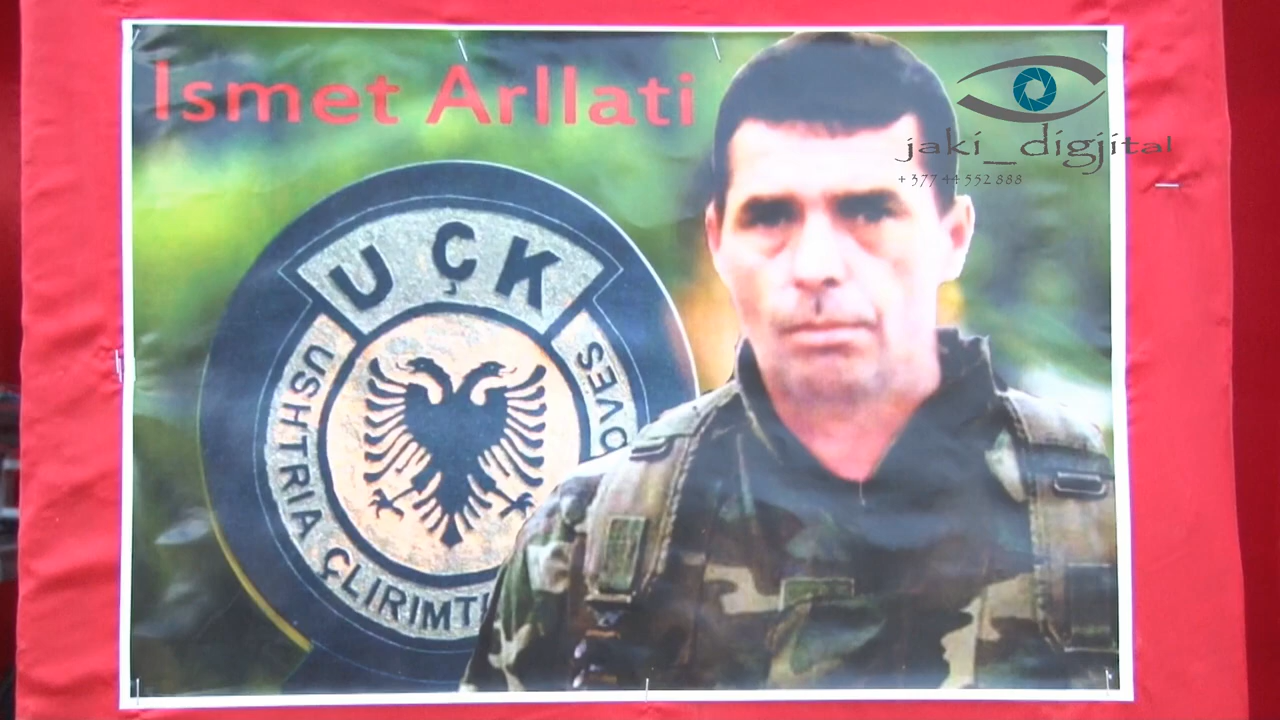 Ismet Arllati
jaki_digjital
+ 377 44 552 888
UÇK
USHTRIA ÇLIRIMT
OVES